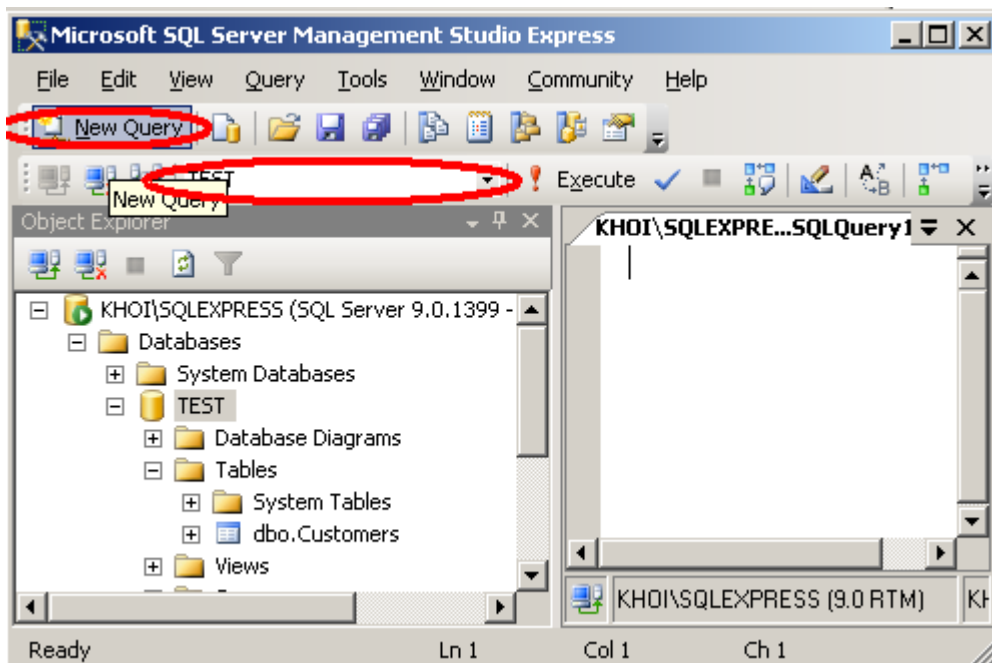 Microsoft SQL Server Management Studio Express
File Edit View Query Tools Window Community Help
New Query
TEST Execute
New Query
Object Explorer
KHOI\SQLEXPRE...SQLQuery1
KHOI\SQLEXPRESS (SQL Server 9.0.1399 -
Databases
System Databases
TEST
Database Diagrams
Tables
System Tables
dbo.Customers
Views
KHOI\SQLEXPRESS (9.0 RTM)
Ready Ln 1 Col 1 Ch 1